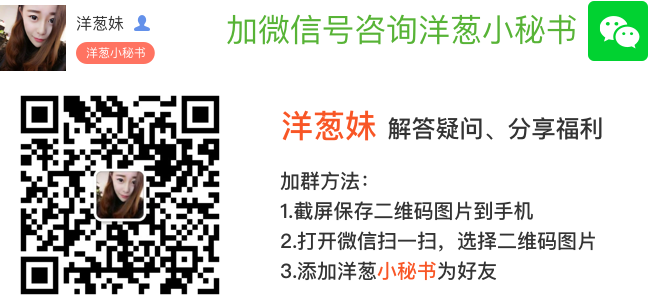 洋葱妹
洋葱小秘书
加微信号咨询洋葱小秘书
洋葱妹 解答疑问、分享福利
加群方法：
1.截屏保存二维码图片到手机
2.打开微信扫一扫，选择二维码图片
3.添加洋葱小秘书为好友